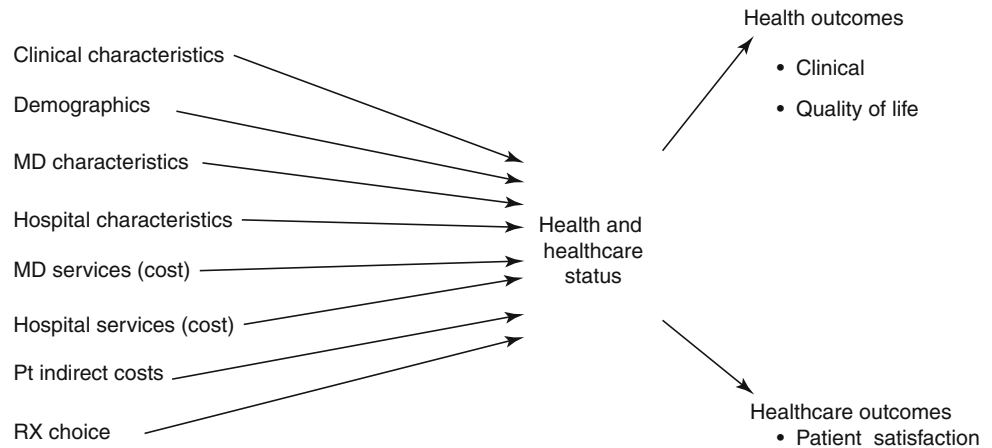 Clinical characteristics
Demographics
MD characteristics
Hospital characteristics
MD services (cost)
Hospital services (cost)
Pt indirect costs
RX choice
Health and
healthcare
status
Health outcomes
• Clinical
• Quality of life
Healthcare outcomes
• Patient satisfaction